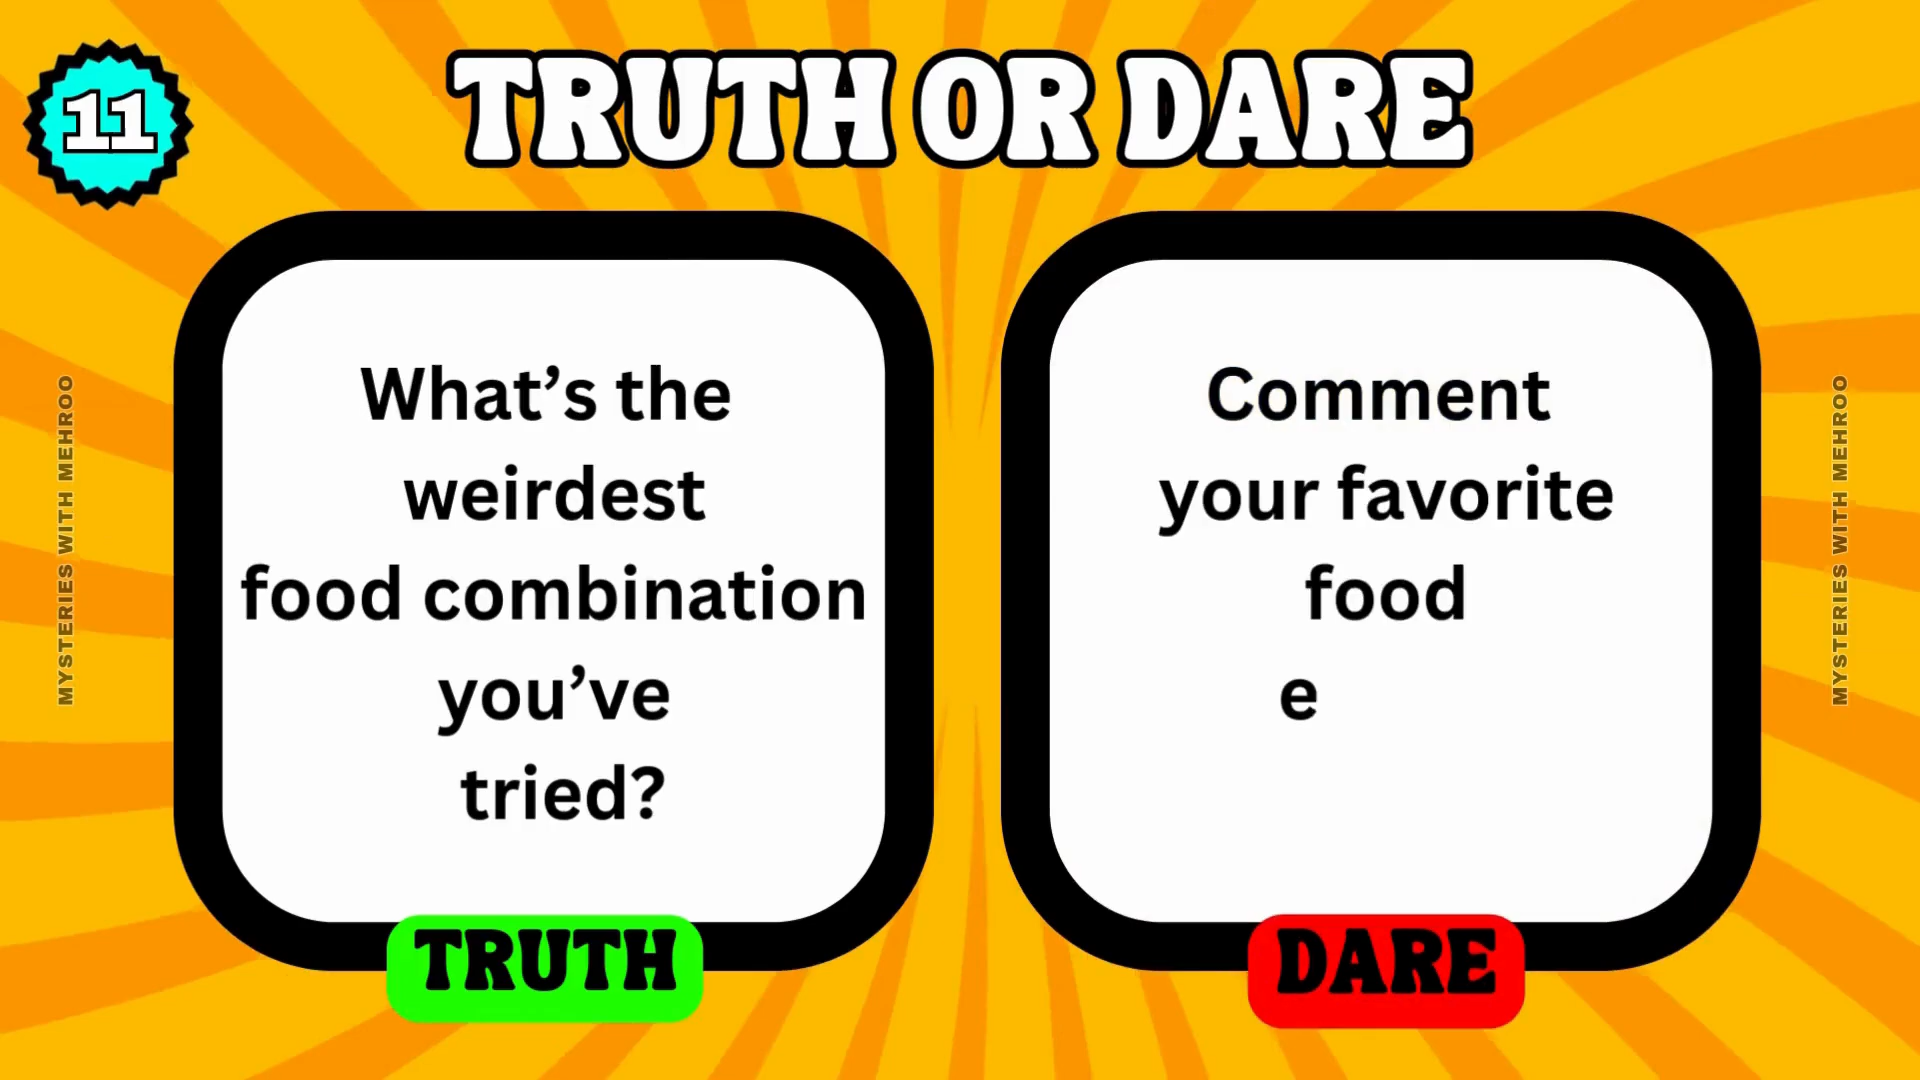 11
TRUTH OR DARE
What’s the
weirdest
food combination
you’ve
tried?
Comment
your favorite
food
e
TRUTH
DARE
MYSTERIES WITH MEHROO
MYSTERIES WITH MEHROO